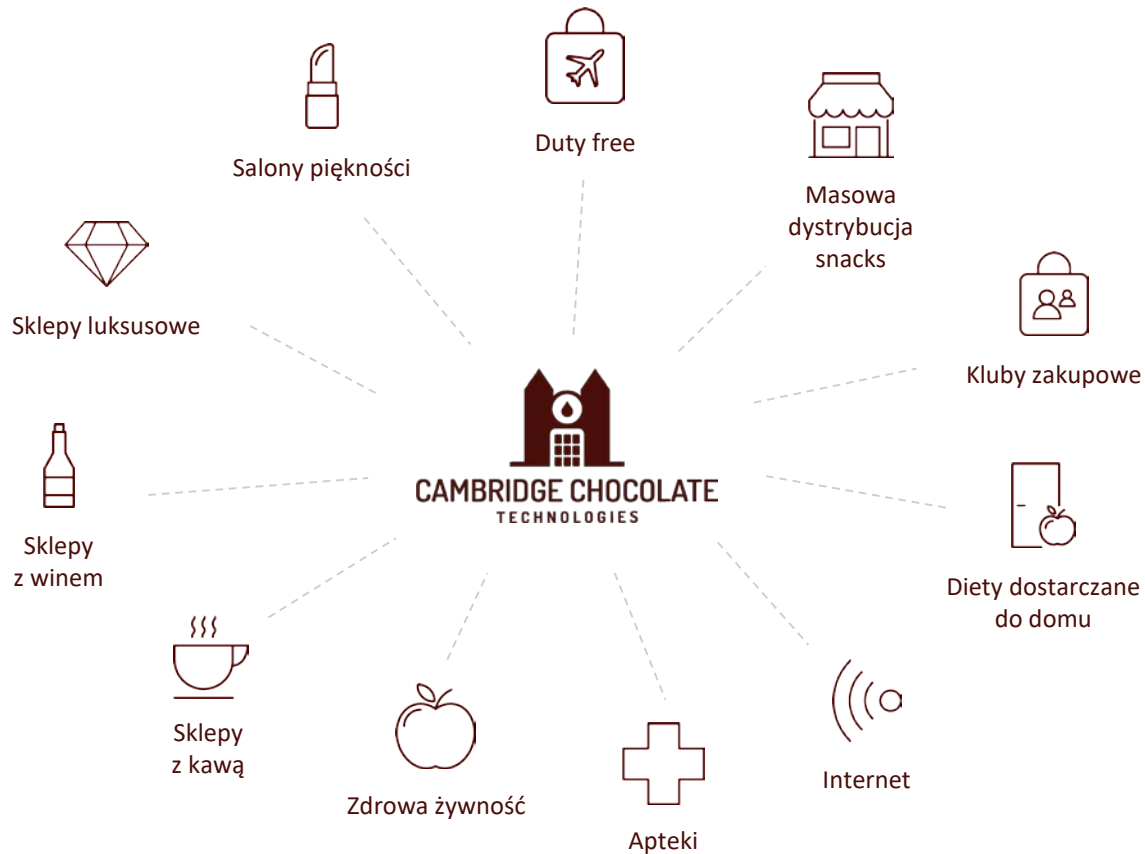 Duty free
Salony piękności
Masowa
dystrybucja
snacks
Sklepy luksusowe
Kluby zakupowe
CAMBRIDGE CHOCOLATE
TECHNOLOGIES
Sklepy
z winem
Diety dostarczane
do domu
Sklepy
z kawą
Zdrowa żywność
Apteki
Internet